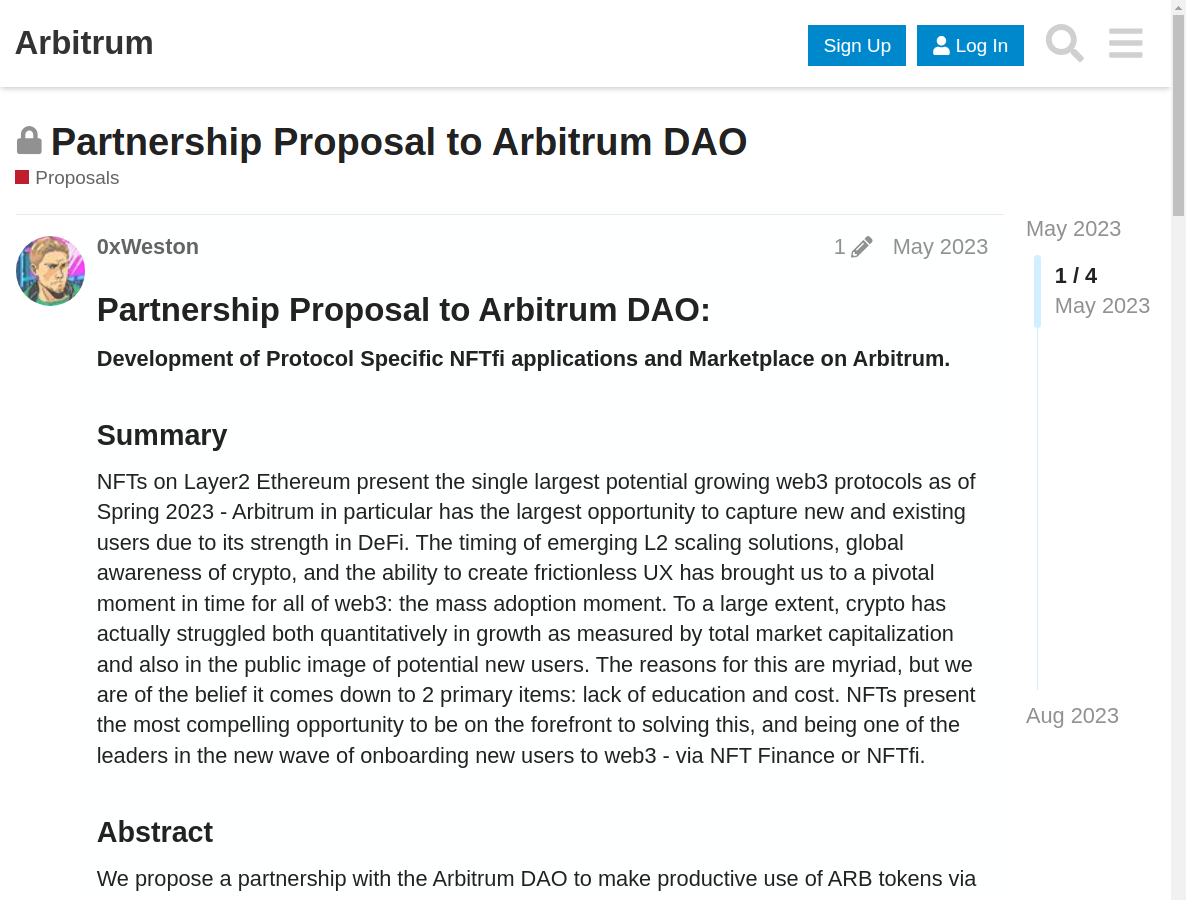 Arbitrum
Sign Up
Log In
Partnership Proposal to Arbitrum DAO
Proposals
0xWeston
1
May 2023
Partnership Proposal to Arbitrum DAO:
Development of Protocol Specific NFTfi applications and Marketplace on Arbitrum.
Summary
NFTs on Layer2 Ethereum present the single largest potential growing web3 protocols as of
Spring 2023 - Arbitrum in particular has the largest opportunity to capture new and existing
users due to its strength in DeFi. The timing of emerging L2 scaling solutions, global
awareness of crypto, and the ability to create frictionless UX has brought us to a pivotal
moment in time for all of web3: the mass adoption moment. To a large extent, crypto has
actually struggled both quantitatively in growth as measured by total market capitalization
and also in the public image of potential new users. The reasons for this are myriad, but we
are of the belief it comes down to 2 primary items: lack of education and cost. NFTs present
the most compelling opportunity to be on the forefront to solving this, and being one of the
leaders in the new wave of onboarding new users to web3 - via NFT Finance or NFTfi.
Abstract
We propose a partnership with the Arbitrum DAO to make productive use of ARB tokens via
May 2023
1 / 4
May 2023
Aug 2023